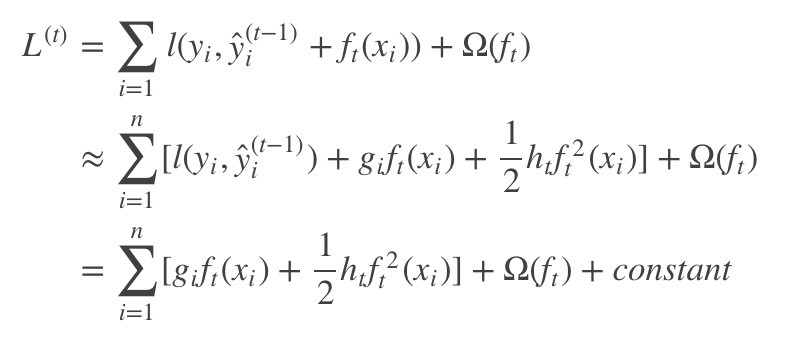 L^{(t)} = \sum_{i=1} l(y_i, \hat{y}_i^{(t-1)} + f_t(x_i)) + \Omega(f_t)
\approx \sum_{i=1}^{n} [l(y_i, \hat{y}_i^{(t-1)}) + g_i f_t(x_i) + \frac{1}{2} h_t f_t^2(x_i)] + \Omega(f_t)
= \sum_{i=1}^{n} [g_i f_t(x_i) + \frac{1}{2} h_t f_t^2(x_i)] + \Omega(f_t) + constant